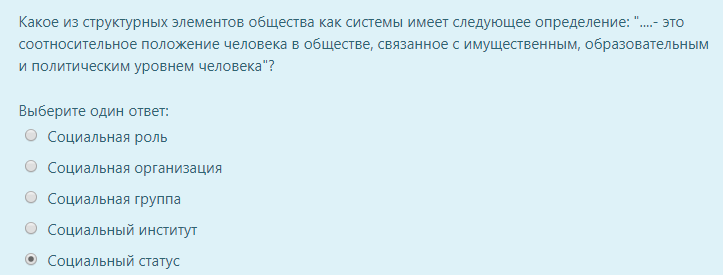 Какое из структурных элементов общества как системы имеет следующее определение: "....- это
соотносительное положение человека в обществе, связанное с имущественным, образовательным
и политическим уровнем человека"?
Выберите один ответ:
Социальная роль
Социальная организация
Социальная группа
Социальный институт
Социальный статус